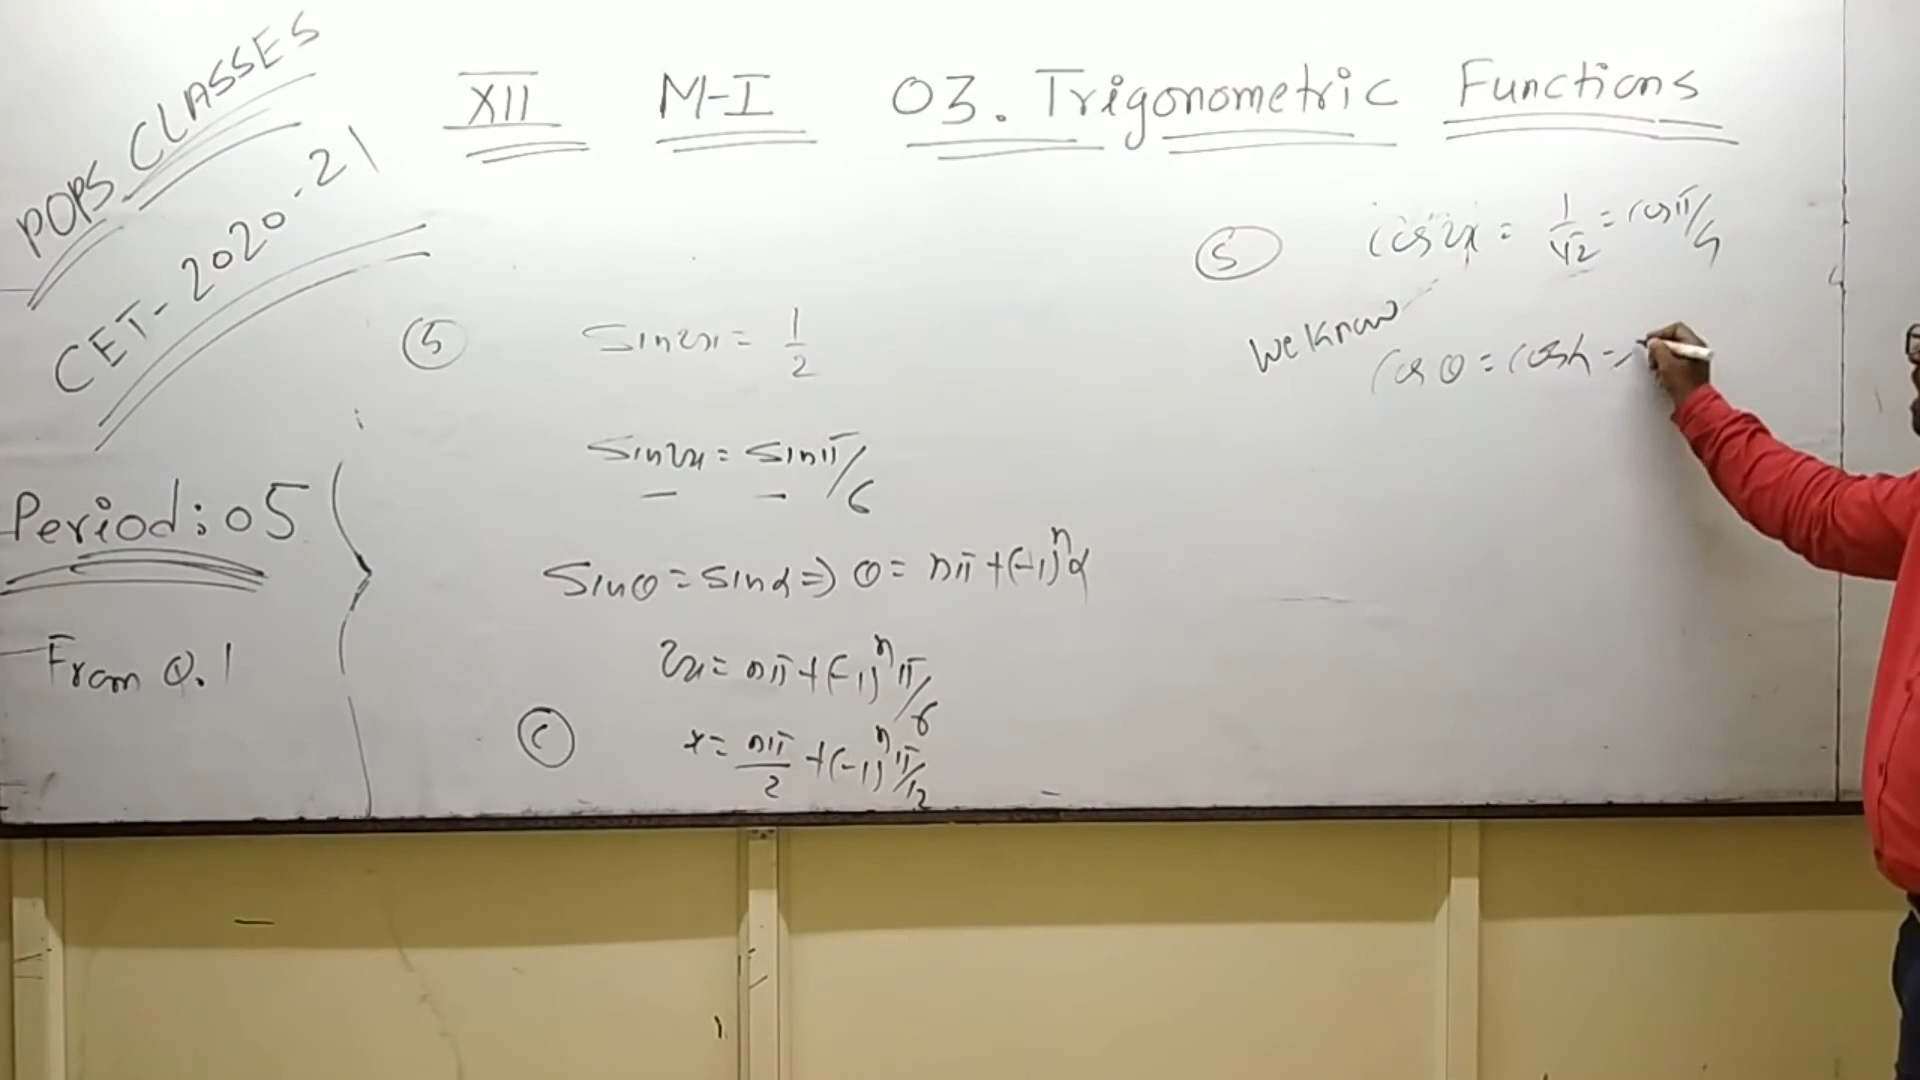 POPS CLASSES
CET-2020-21
XII M-I 03. Trigonometric Functions
Period: 05
From Q.1
5 Sin2x = 1/2
Sin2x = Sinπ/6
Sinθ = Sinα ⇒ θ = nπ + (-1)^n α
2x = nπ + (-1)^n π/6
C x = nπ/2 + (-1)^n π/12
5 Cos2x = 1/√2 = Cosπ/4
We Know
Cosθ = Cosα =